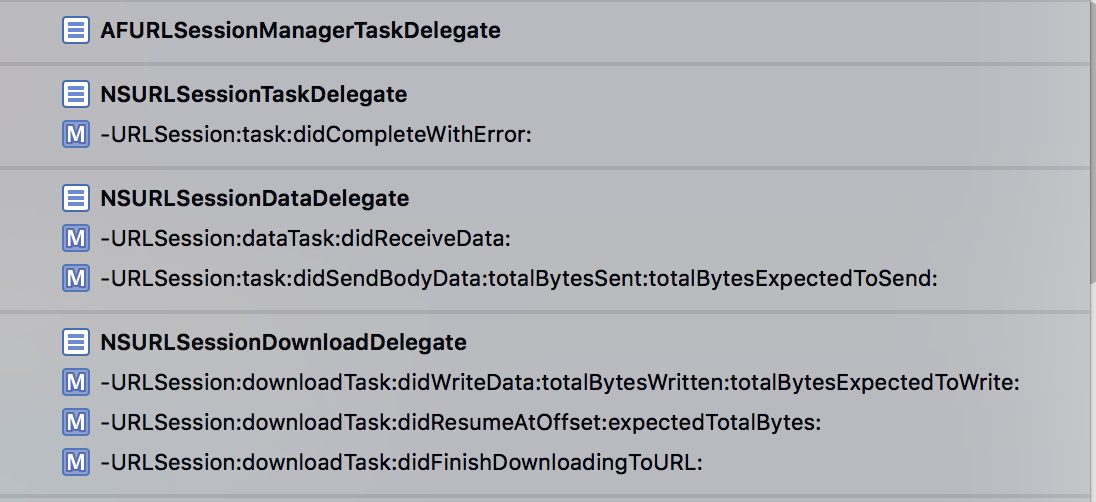 AFURLSessionManagerTaskDelegate
NSURLSessionTaskDelegate
M -URLSession:task:didCompleteWithError:
NSURLSessionDataDelegate
M -URLSession:dataTask:didReceiveData:
M -URLSession:task:didSendBodyData:totalBytesSent:totalBytesExpectedToSend:
NSURLSessionDownloadDelegate
M -URLSession:downloadTask:didWriteData:totalBytesWritten:totalBytesExpectedToWrite:
M -URLSession:downloadTask:didResumeAtOffset:expectedTotalBytes:
M -URLSession:downloadTask:didFinishDownloadingToURL: